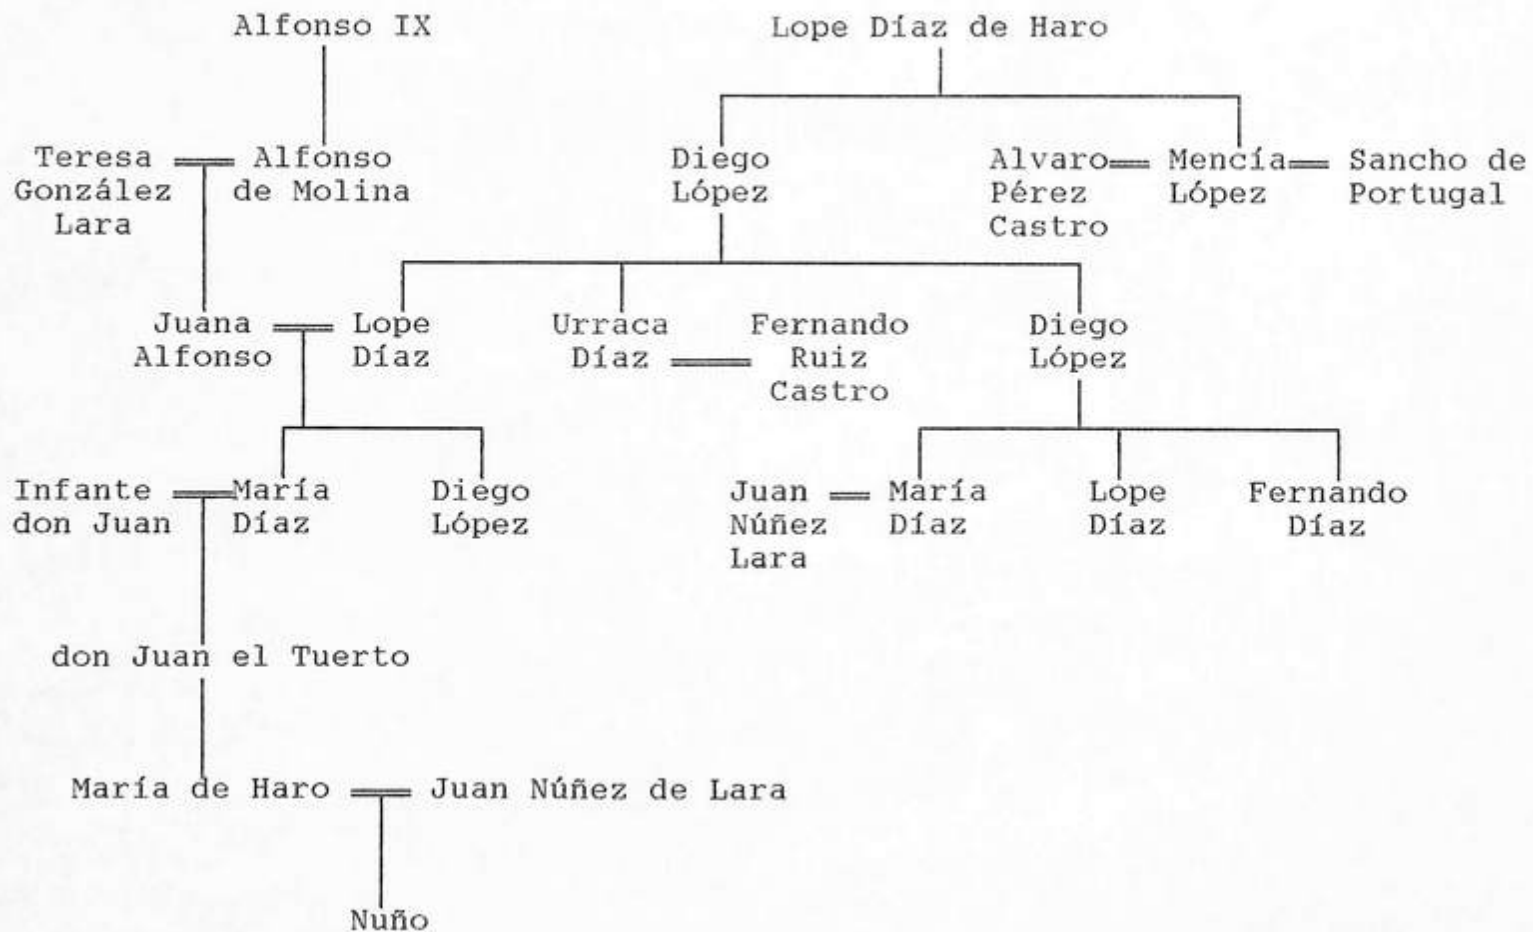 Alfonso IX
Lope Díaz de Haro
Teresa
González
Lara
Alfonso
de Molina
Diego
López
Alvaro
Pérez
Castro
Mencía
López
Sancho de
Portugal
Juana
Alfonso
Lope
Díaz
Urraca
Díaz
Fernando
Ruiz
Castro
Diego
López
Infante
don Juan
María
Díaz
Diego
López
Juan
Núñez
Lara
María
Díaz
Lope
Díaz
Fernando
Díaz
don Juan el Tuerto
María de Haro
Juan Núñez de Lara
Nuño